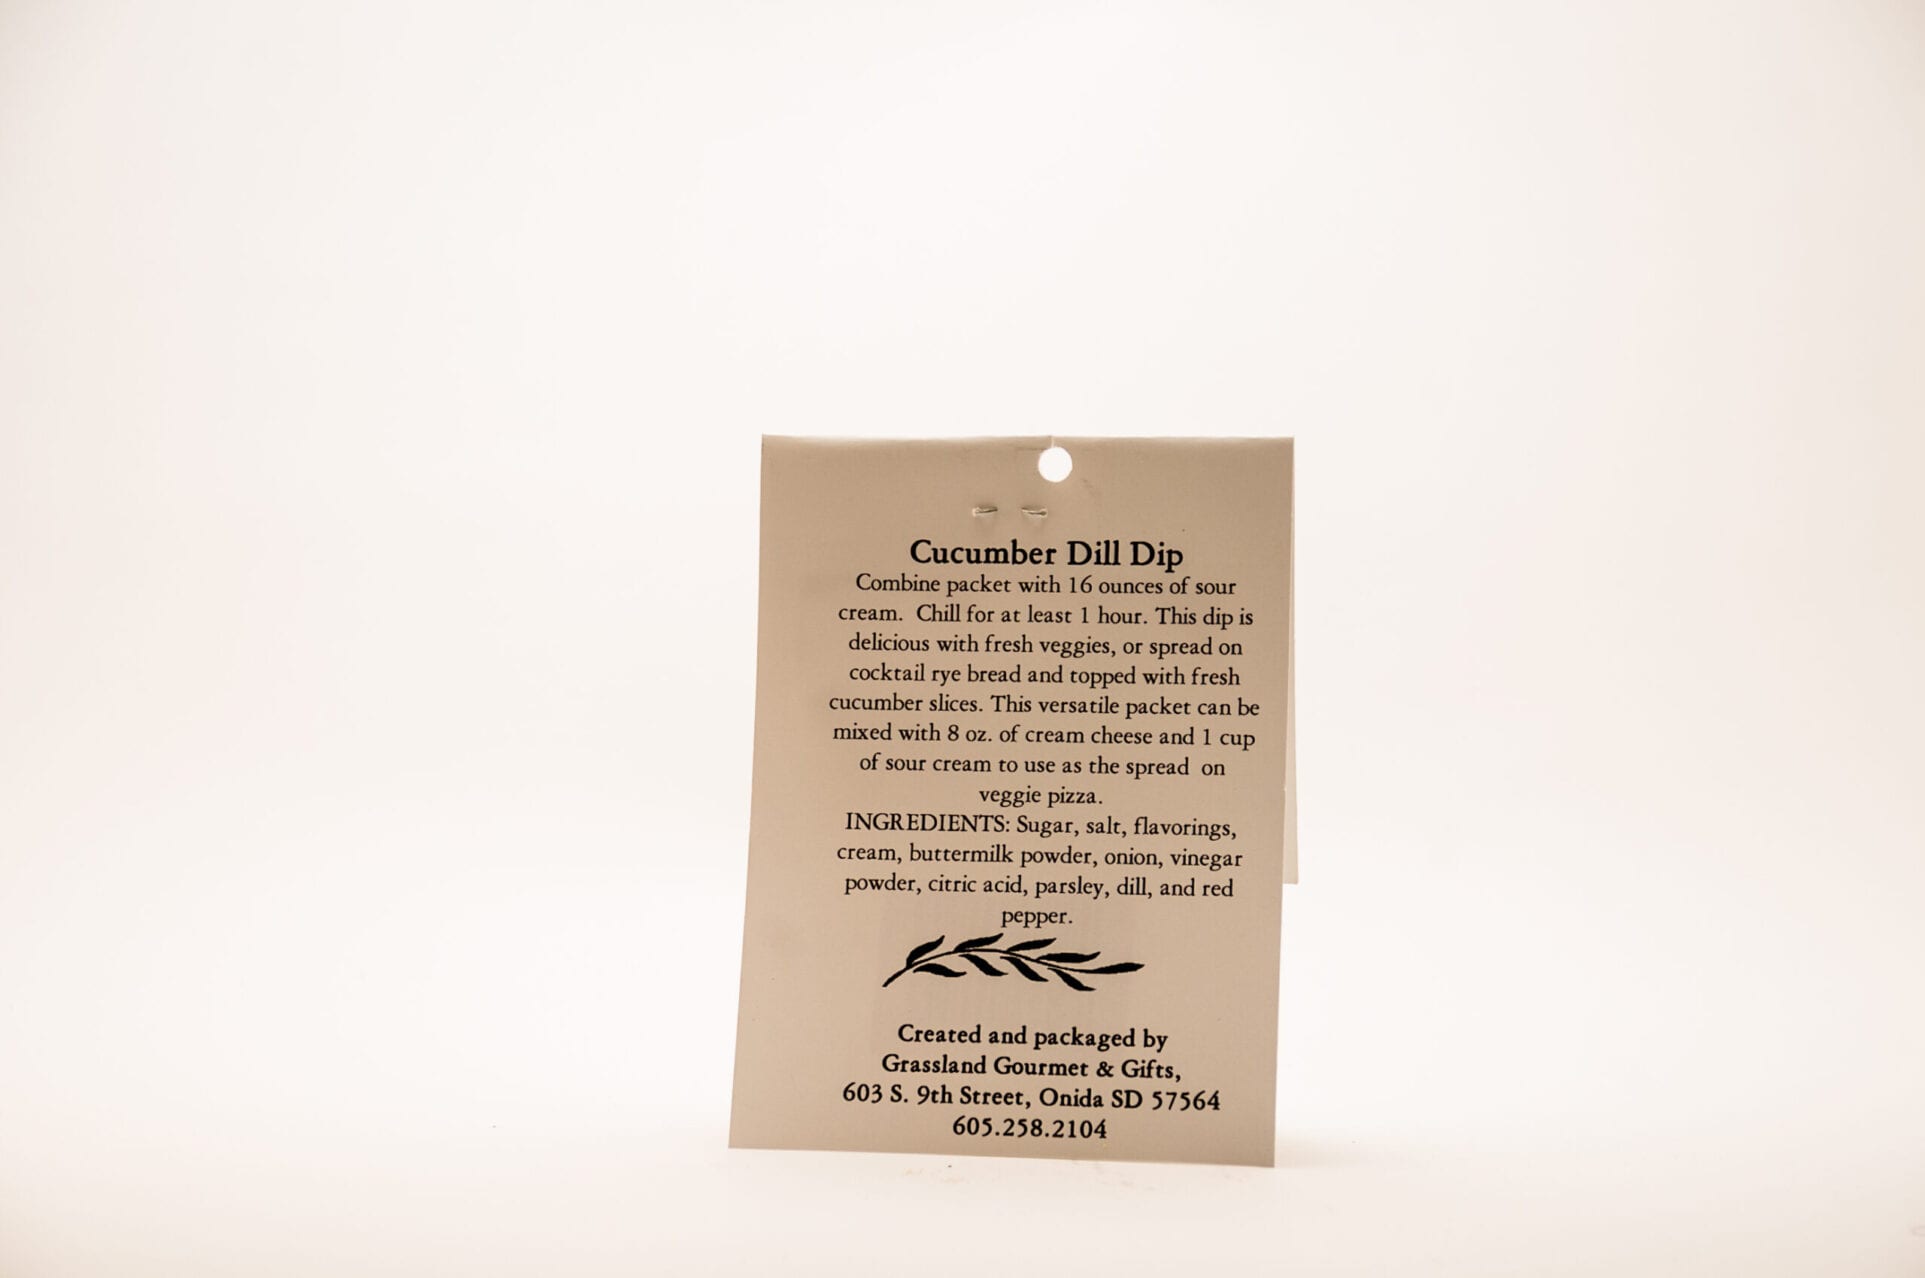 Cucumber Dill Dip
Combine packet with 16 ounces of sour
cream.  Chill for at least 1 hour. This dip is
delicious with fresh veggies, or spread on
cocktail rye bread and topped with fresh
cucumber slices. This versatile packet can be
mixed with 8 oz. of cream cheese and 1 cup
of sour cream to use as the spread  on
veggie pizza.
INGREDIENTS: Sugar, salt, flavorings,
cream, buttermilk powder, onion, vinegar
powder, citric acid, parsley, dill, and red
pepper.
Created and packaged by
Grassland Gourmet & Gifts,
603 S. 9th Street, Onida SD 57564
605.258.2104